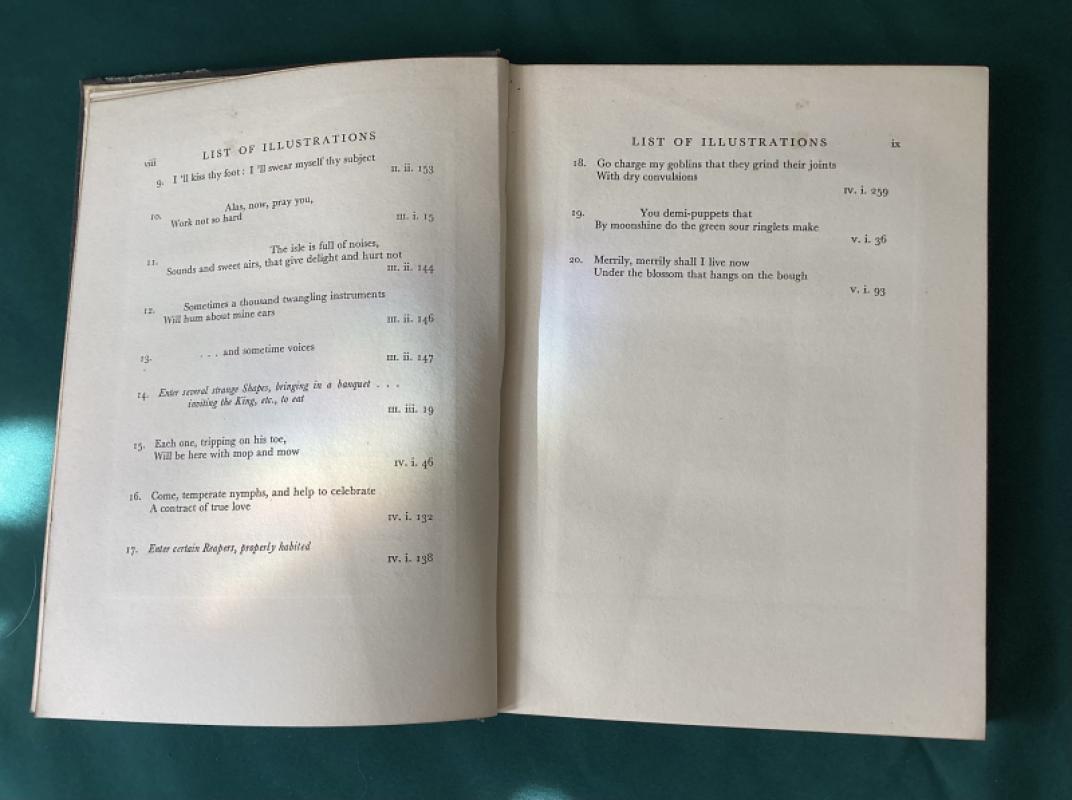 viii LIST OF ILLUSTRATIONS
9. I 'll kiss thy foot: I 'll swear myself thy subject
II. ii. 153
10. Alas, now, pray you,
Work not so hard
III. i. 15
The isle is full of noises,
11. Sounds and sweet airs, that give delight and hurt not
III. ii. 144
12. Sometimes a thousand twangling instruments
Will hum about mine ears
III. ii. 146
13. . . . and sometime voices
III. ii. 147
14. Enter several strange Shapes, bringing in a banquet . . .
inviting the King, etc., to eat
III. iii. 19
15. Each one, tripping on his toe,
Will be here with mop and mow
IV. i. 46
16. Come, temperate nymphs, and help to celebrate
A contract of true love
IV. i. 132
17. Enter certain Reapers, properly habited
IV. i. 138
LIST OF ILLUSTRATIONS ix
18. Go charge my goblins that they grind their joints
With dry convulsions
IV. i. 259
19. You demi-puppets that
By moonshine do the green sour ringlets make
V. i. 36
20. Merrily, merrily shall I live now
Under the blossom that hangs on the bough
V. i. 93